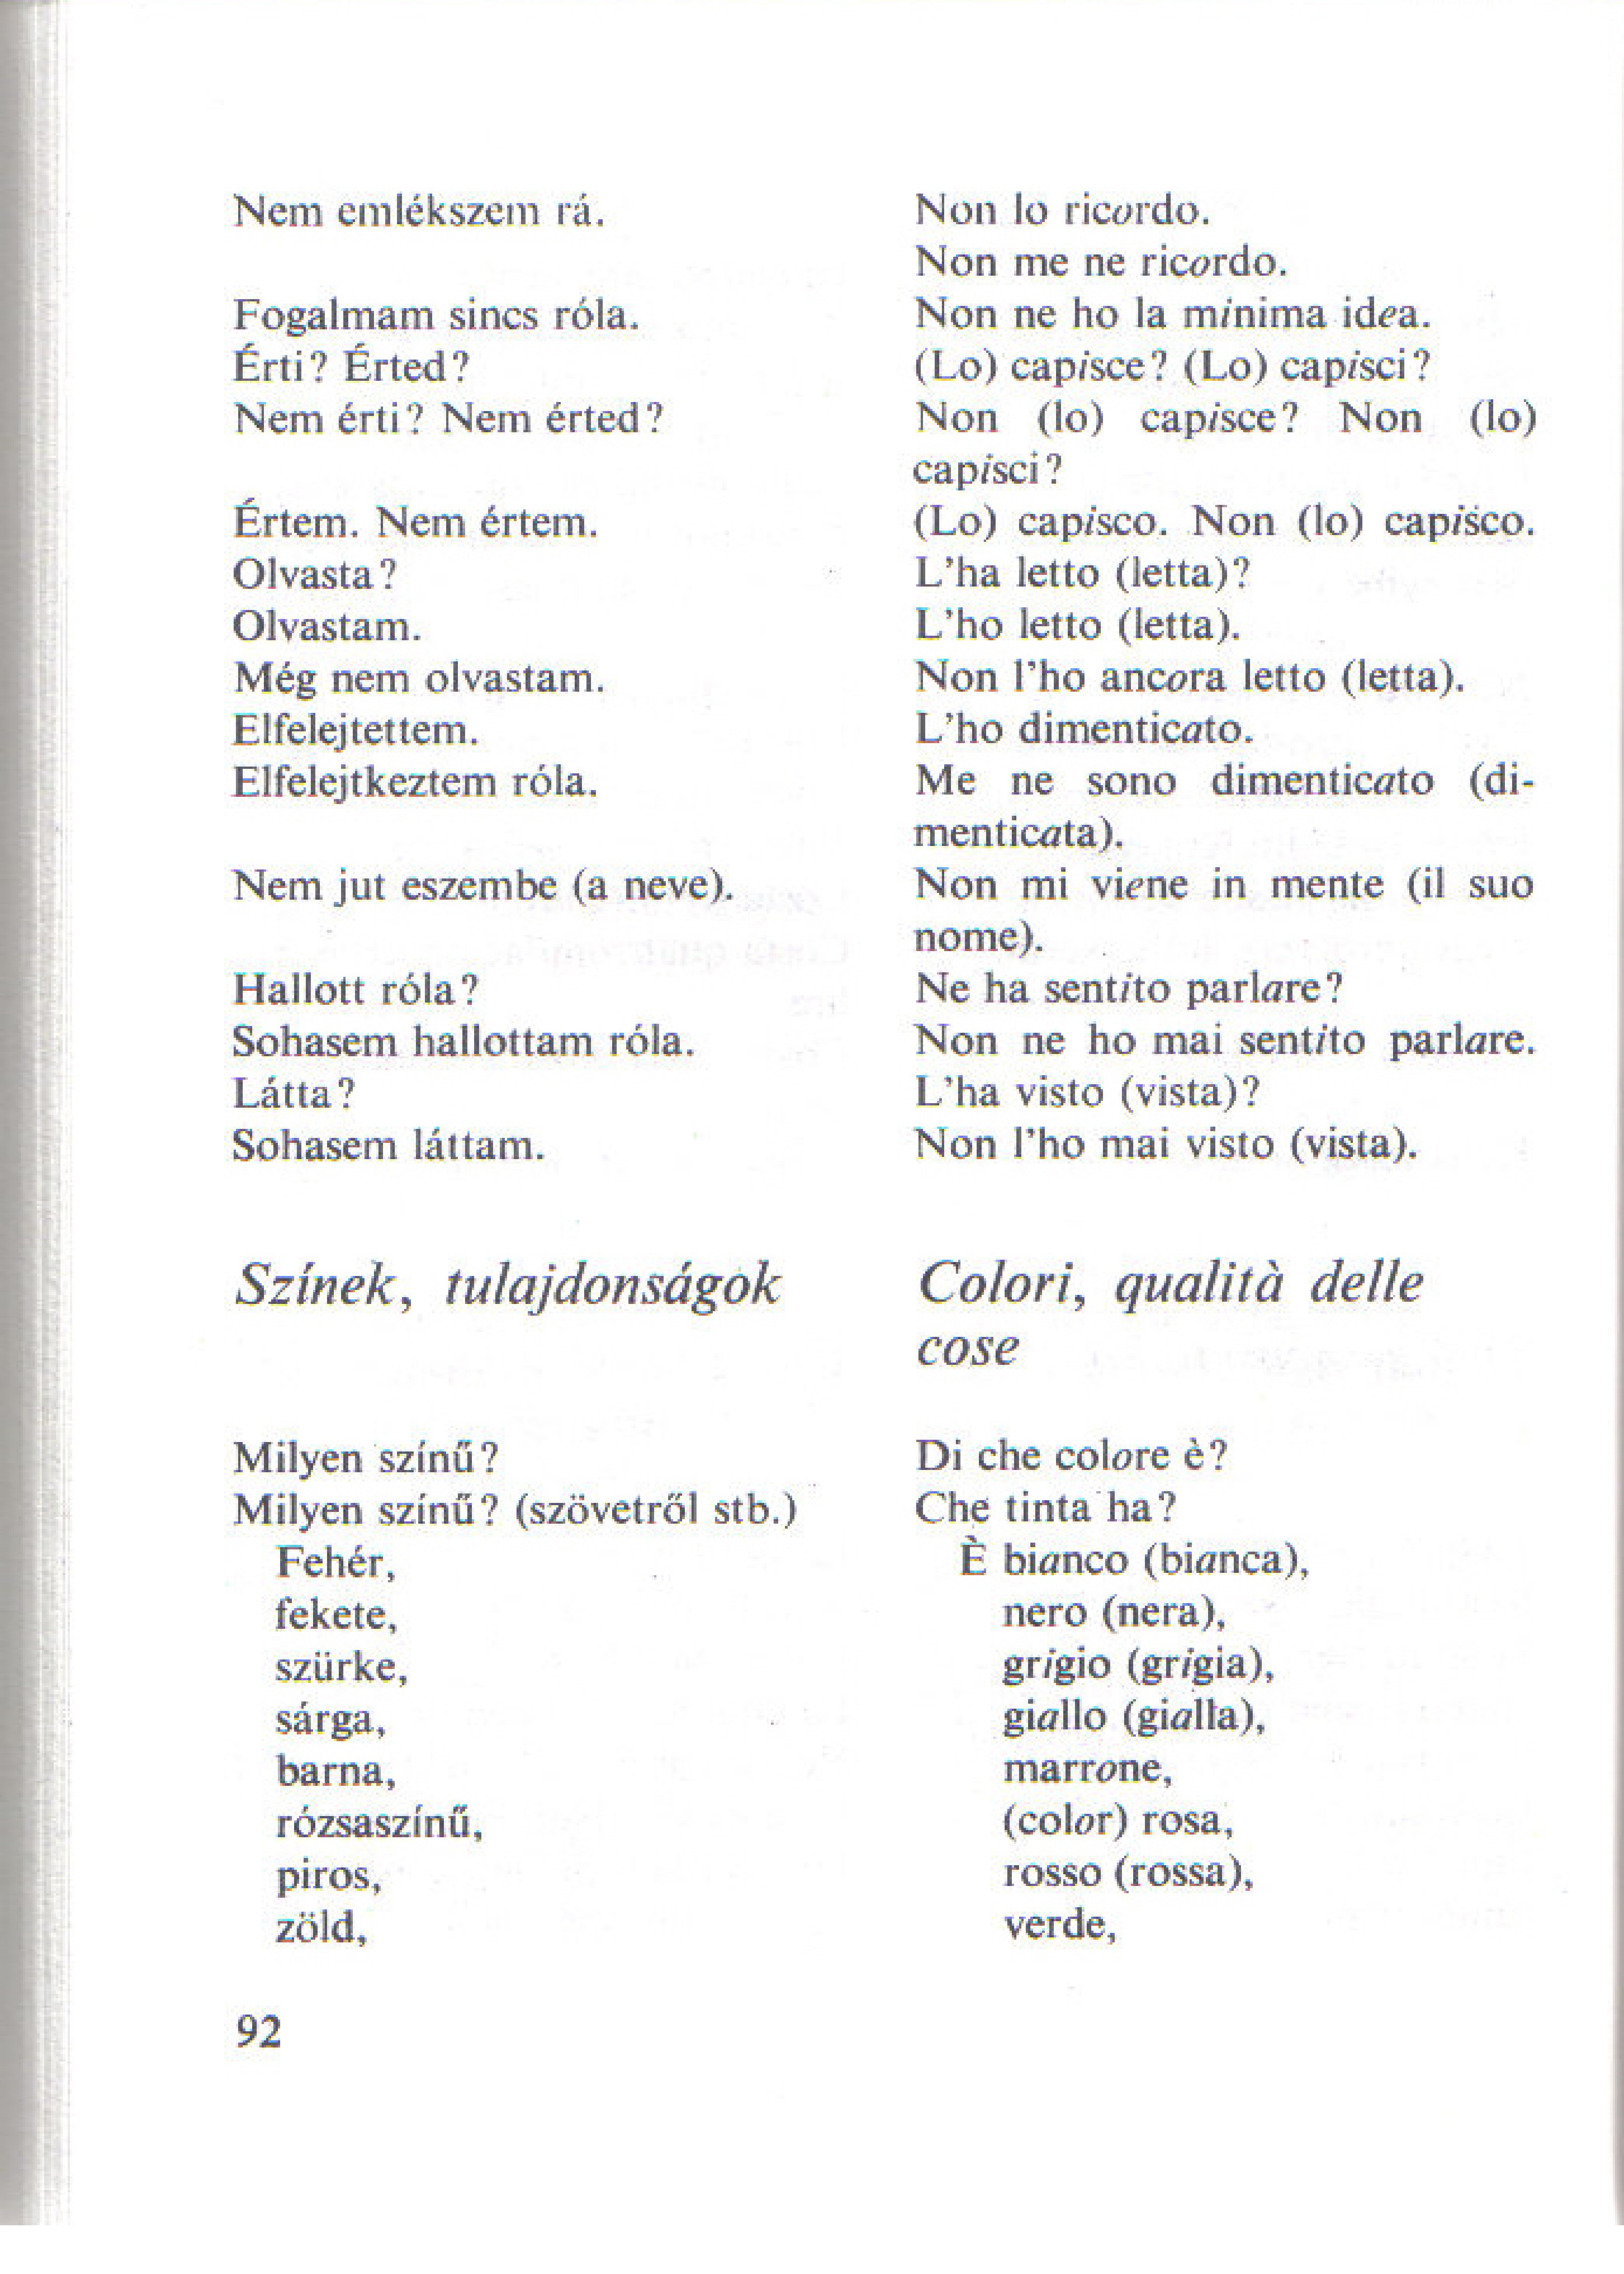 Nem emlékszem rá.
Non lo ricordo.
Non me ne ricordo.
Fogalmam sincs róla.
Non ne ho la minima idea.
Érti? Érted?
(Lo) capisce? (Lo) capisci?
Nem érti? Nem érted?
Non (lo) capisce? Non (lo)
capisci?
Értem. Nem értem.
(Lo) capisco. Non (lo) capisco.
Olvasta?
L'ha letto (letta)?
Olvastam.
L'ho letto (letta).
Még nem olvastam.
Non l'ho ancora letto (letta).
Elfelejtettem.
L'ho dimenticato.
Elfelejtkeztem róla.
Me ne sono dimenticato (di-
menticata).
Nem jut eszembe (a neve).
Non mi viene in mente (il suo
nome).
Hallott róla?
Ne ha sentito parlare?
Sohasem hallottam róla.
Non ne ho mai sentito parlare.
Látta?
L'ha visto (vista)?
Sohasem láttam.
Non l'ho mai visto (vista).
Színek, tulajdonságok
Colori, qualità delle
cose
Milyen színű?
Di che colore è?
Milyen színű? (szövetről stb.)
Che tinta ha?
Fehér,
È bianco (bianca),
fekete,
nero (nera),
szürke,
grigio (grigia),
sárga,
giallo (gialla),
barna,
marrone,
rózsaszínű,
(color) rosa,
piros,
rosso (rossa),
zöld,
verde,
92